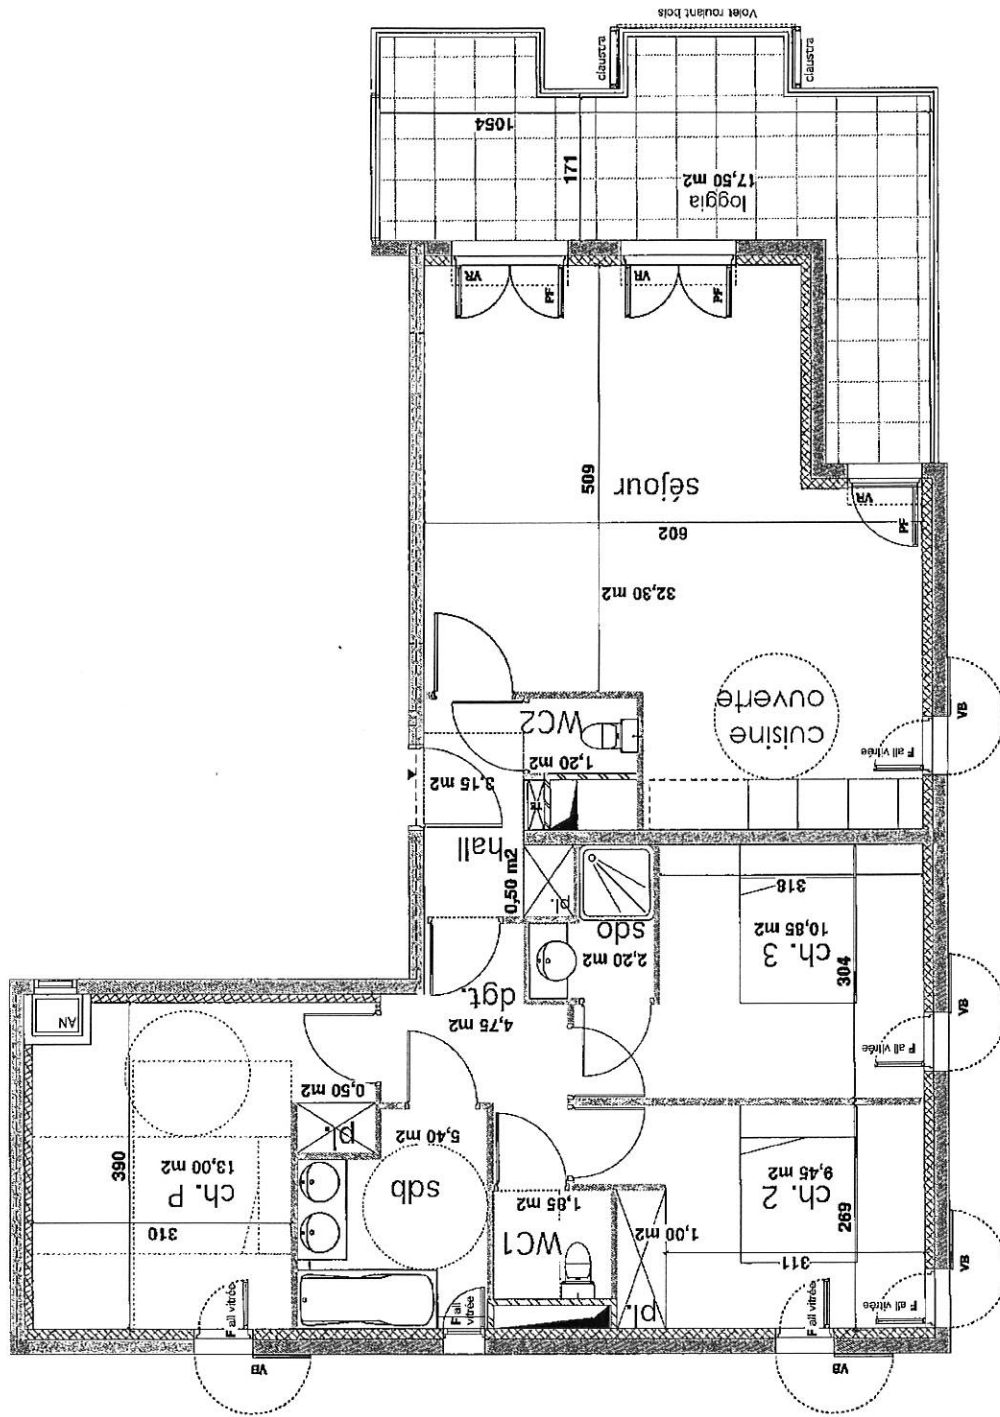 Volet roulant bois
claustra
claustra
1054
171
loggia
17,50 m2
VR
PF
VR
PF
509
séjour
VR
PF
602
32,30 m2
cuisine
ouverte
WC2
1,20 m2
VB
F all vitrée
3,15 m2
TE
hall
0,50 m2
pl.
sdo
2,20 m2
318
ch. 3
10,85 m2
304
VB
F all vitrée
dgt.
4,75 m2
AN
0,50 m2
pl.
5,40 m2
sdb
390
ch. P
13,00 m2
310
WC1
1,85 m2
pl.
1,00 m2
ch. 2
9,45 m2
269
311
F all vitrée
F all
vitrée
F all vitrée
F all vitrée
VB
VB
VB